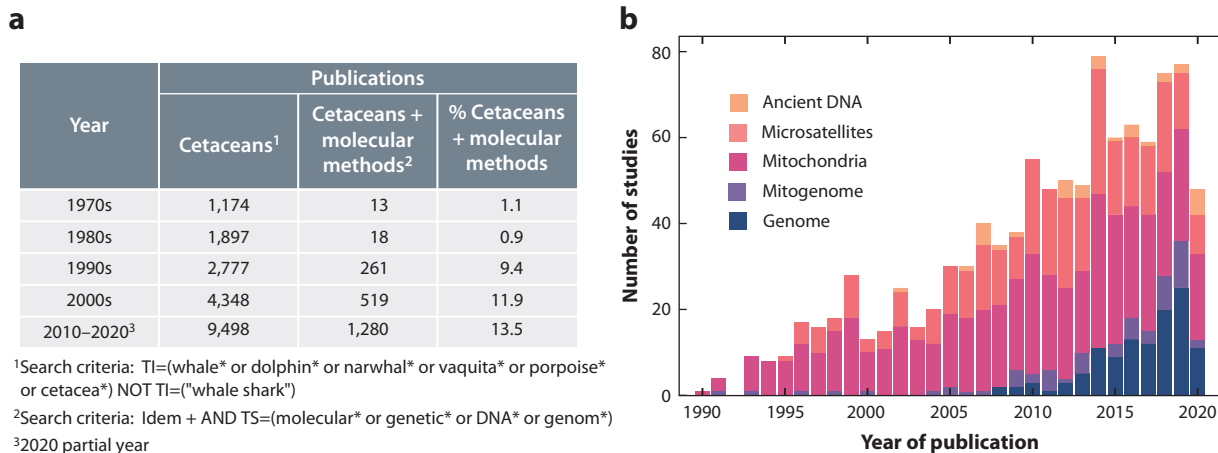 a
Publications
Year
Cetaceans1
Cetaceans +
molecular
methods2
% Cetaceans
+ molecular
methods
1970s 1,174 13 1.1
1980s 1,897 18 0.9
1990s 2,777 261 9.4
2000s 4,348 519 11.9
2010–20203 9,498 1,280 13.5
1Search criteria: TI=(whale* or dolphin* or narwhal* or vaquita* or porpoise*
or cetacea*) NOT TI=("whale shark")
2Search criteria: Idem + AND TS=(molecular* or genetic* or DNA* or genom*)
32020 partial year
b
Number of studies
80
60
40
20
0
Ancient DNA
Microsatellites
Mitochondria
Mitogenome
Genome
1990 1995 2000 2005 2010 2015 2020
Year of publication